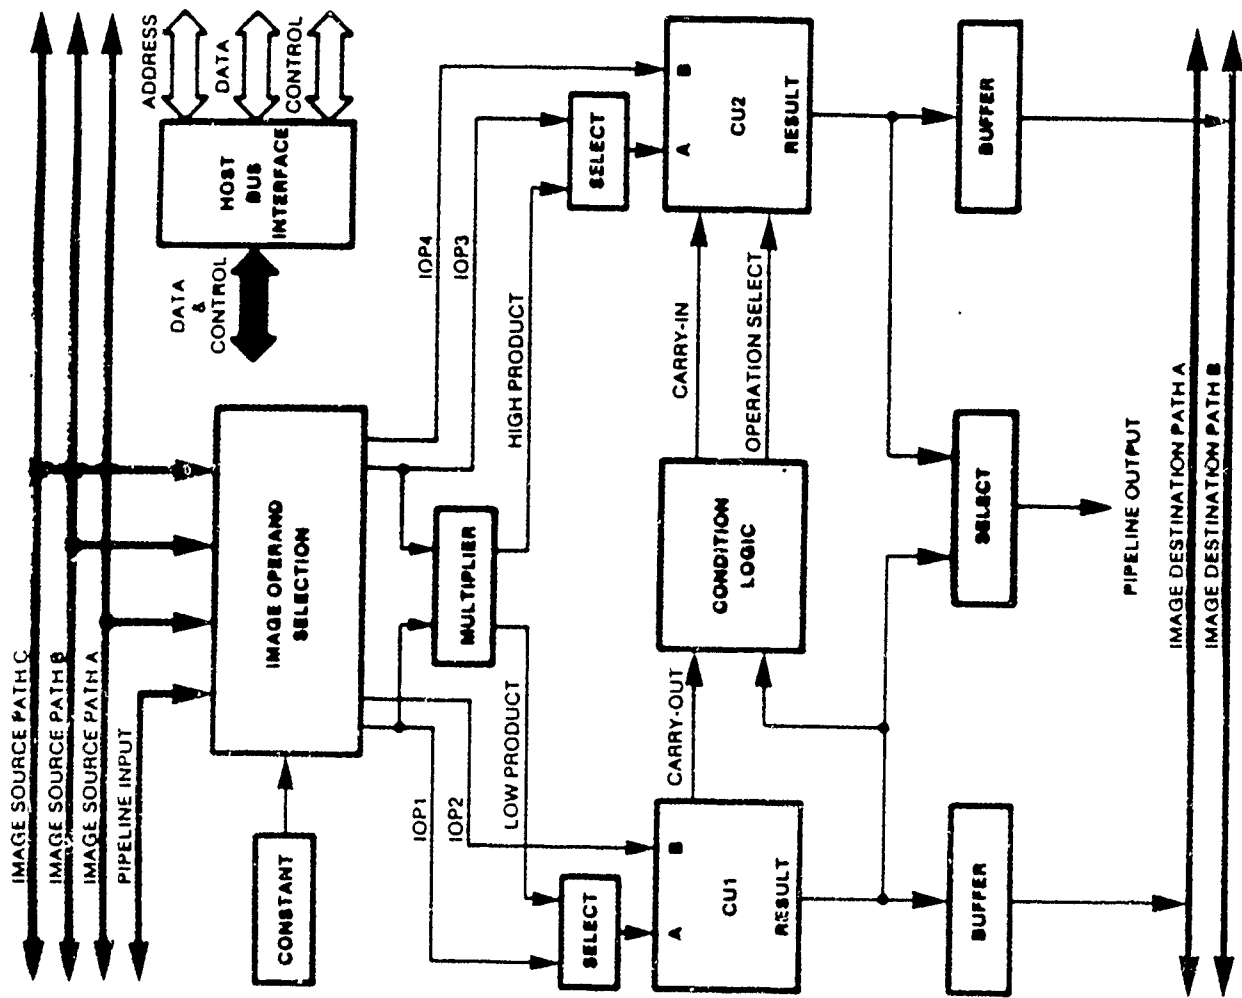 IMAGE SOURCE PATH C
IMAGE SOURCE PATH B
IMAGE SOURCE PATH A
PIPELINE INPUT
ADDRESS
DATA
CONTROL
HOST
BUS
INTERFACE
DATA
&
CONTROL
CONSTANT
IMAGE OPERAND
SELECTION
IOP1
IOP2
LOW PRODUCT
MULTIPLIER
HIGH PRODUCT
IOP4
IOP3
SELECT
SELECT
A
B
CU1
RESULT
CARRY-OUT
CONDITION
LOGIC
CARRY-IN
OPERATION SELECT
A
B
CU2
RESULT
BUFFER
SELECT
BUFFER
PIPELINE OUTPUT
IMAGE DESTINATION PATH A
IMAGE DESTINATION PATH B